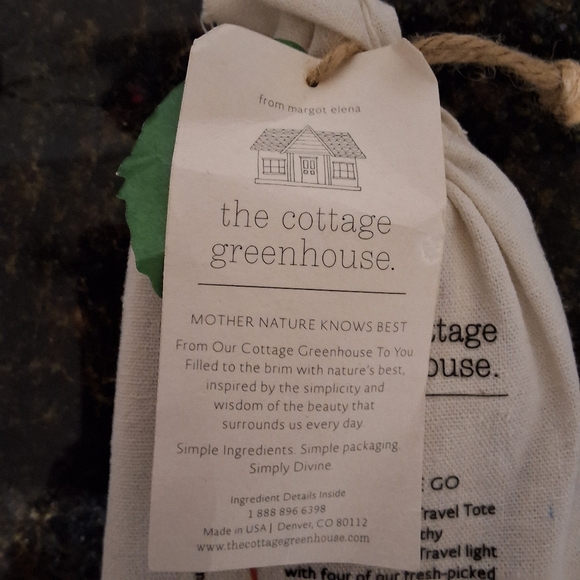 from margot elena
the cottage
greenhouse.
MOTHER NATURE KNOWS BEST
From Our Cottage Greenhouse To You
Filled to the brim with nature's best,
inspired by the simplicity and
wisdom of the beauty that
surrounds us every day
Simple Ingredients. Simple packaging.
Simply Divine
Ingredient Details Inside
1 888 896 6398
Made in USA | Denver, CO 80112
www.thecottagegreenhouse.com
ttage
ouse.
GO
Travel Tote
thy
Travel light
with four of our fresh-picked